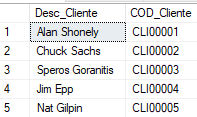 Desc_Cliente COD_Cliente
1 Alan Shonely CLI00001
2 Chuck Sachs CLI00002
3 Speros Goranitis CLI00003
4 Jim Epp CLI00004
5 Nat Gilpin CLI00005